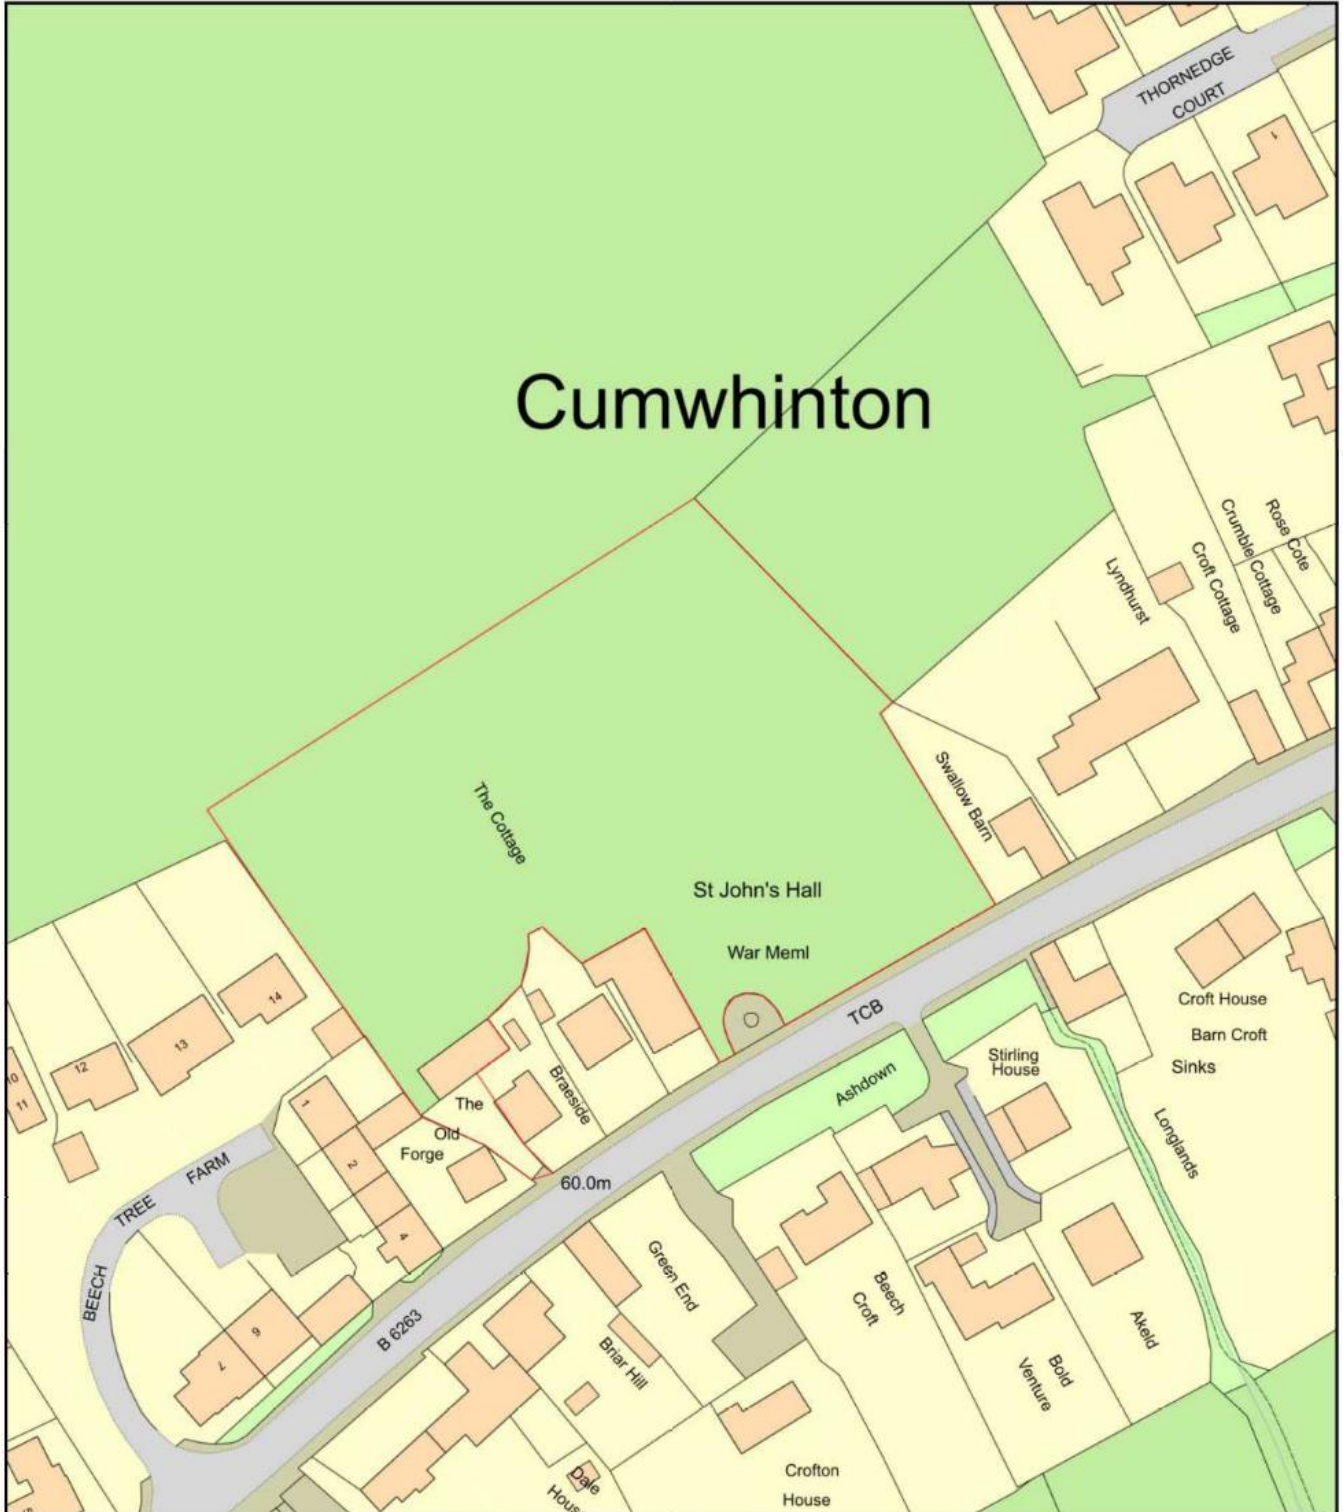 THORNEDGE
COURT
1
Cumwhinton
Rose Cote
Crumble Cottage
Croft Cottage
Lyndhurst
Swallow Barn
The Cottage
St John's Hall
War Meml
TCB
14
13
12
10
11
1
2
4
The
Old
Forge
Braeside
60.0m
Ashdown
Stirling
House
Croft House
Barn Croft
Sinks
Longlands
TREE
FARM
BEECH
6
7
B 6263
Green End
Briar Hill
Beech
Croft
Bold
Venture
Akeld
Dale
Crofton
House